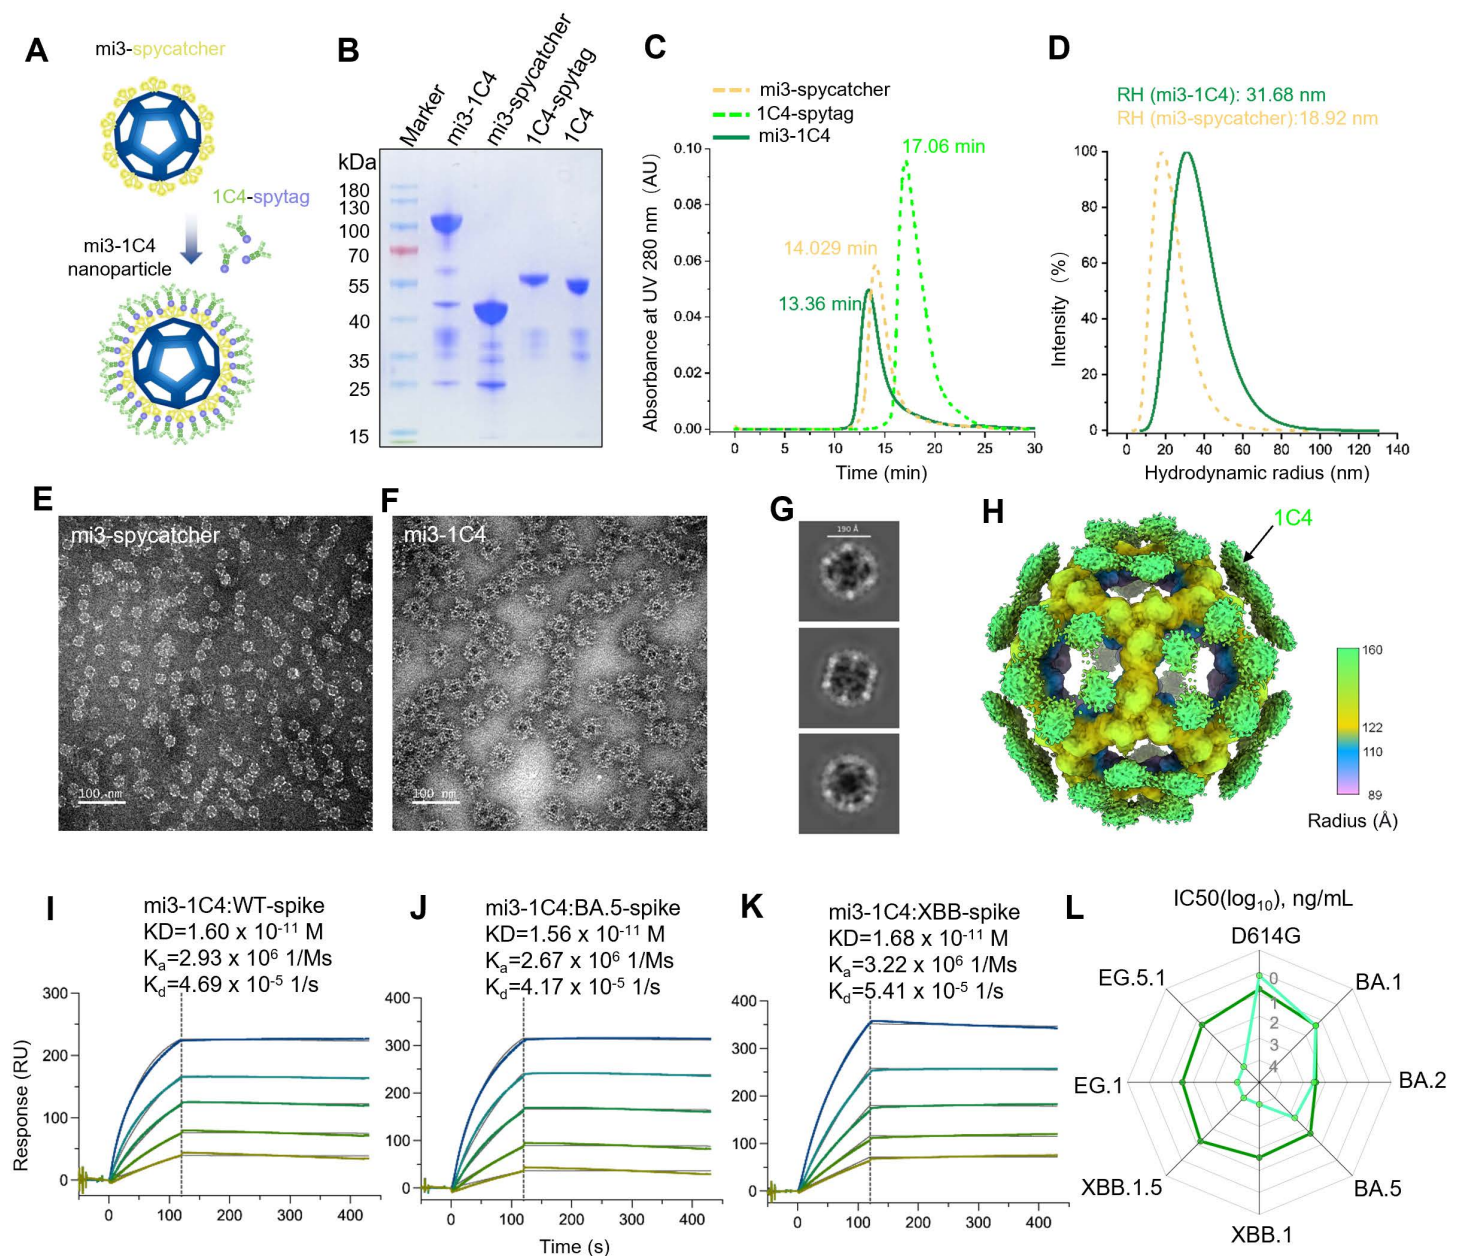 A
mi3-spycatcher
1C4-spytag
mi3-1C4
nanoparticle
B
Marker
mi3-1C4
mi3-spycatcher
1C4-spytag
1C4
kDa
180
130
100
70
55
40
35
25
15
C
mi3-spycatcher
1C4-spytag
mi3-1C4
17.06 min
14.029 min
13.36 min
Absorbance at UV 280 nm (AU)
0.10
0.08
0.06
0.04
0.02
0.00
0 5 10 15 20 25 30
Time (min)
D
RH (mi3-1C4): 31.68 nm
RH (mi3-spycatcher):18.92 nm
Intensity (%)
100
80
60
40
20
0
0 20 40 60 80 100 120 140
Hydrodynamic radius (nm)
E
mi3-spycatcher
100 nm
F
mi3-1C4
100 nm
G
190 Å
H
1C4
160
122
110
89
Radius (Å)
I
mi3-1C4:WT-spike
KD=1.60 x 10⁻¹¹ M
Kₐ=2.93 x 10⁶ 1/Ms
K_d=4.69 x 10⁻⁵ 1/s
Response (RU)
300
200
100
0
0 100 200 300 400
J
mi3-1C4:BA.5-spike
KD=1.56 x 10⁻¹¹ M
Kₐ=2.67 x 10⁶ 1/Ms
K_d=4.17 x 10⁻⁵ 1/s
400
300
200
100
0
0 100 200 300 400
Time (s)
K
mi3-1C4:XBB-spike
KD=1.68 x 10⁻¹¹ M
Kₐ=3.22 x 10⁶ 1/Ms
K_d=5.41 x 10⁻⁵ 1/s
400
300
200
100
0
0 100 200 300 400
L
IC50(log₁₀), ng/mL
D614G
BA.1
BA.2
BA.5
XBB.1
XBB.1.5
EG.1
EG.5.1
0
1
2
3
4